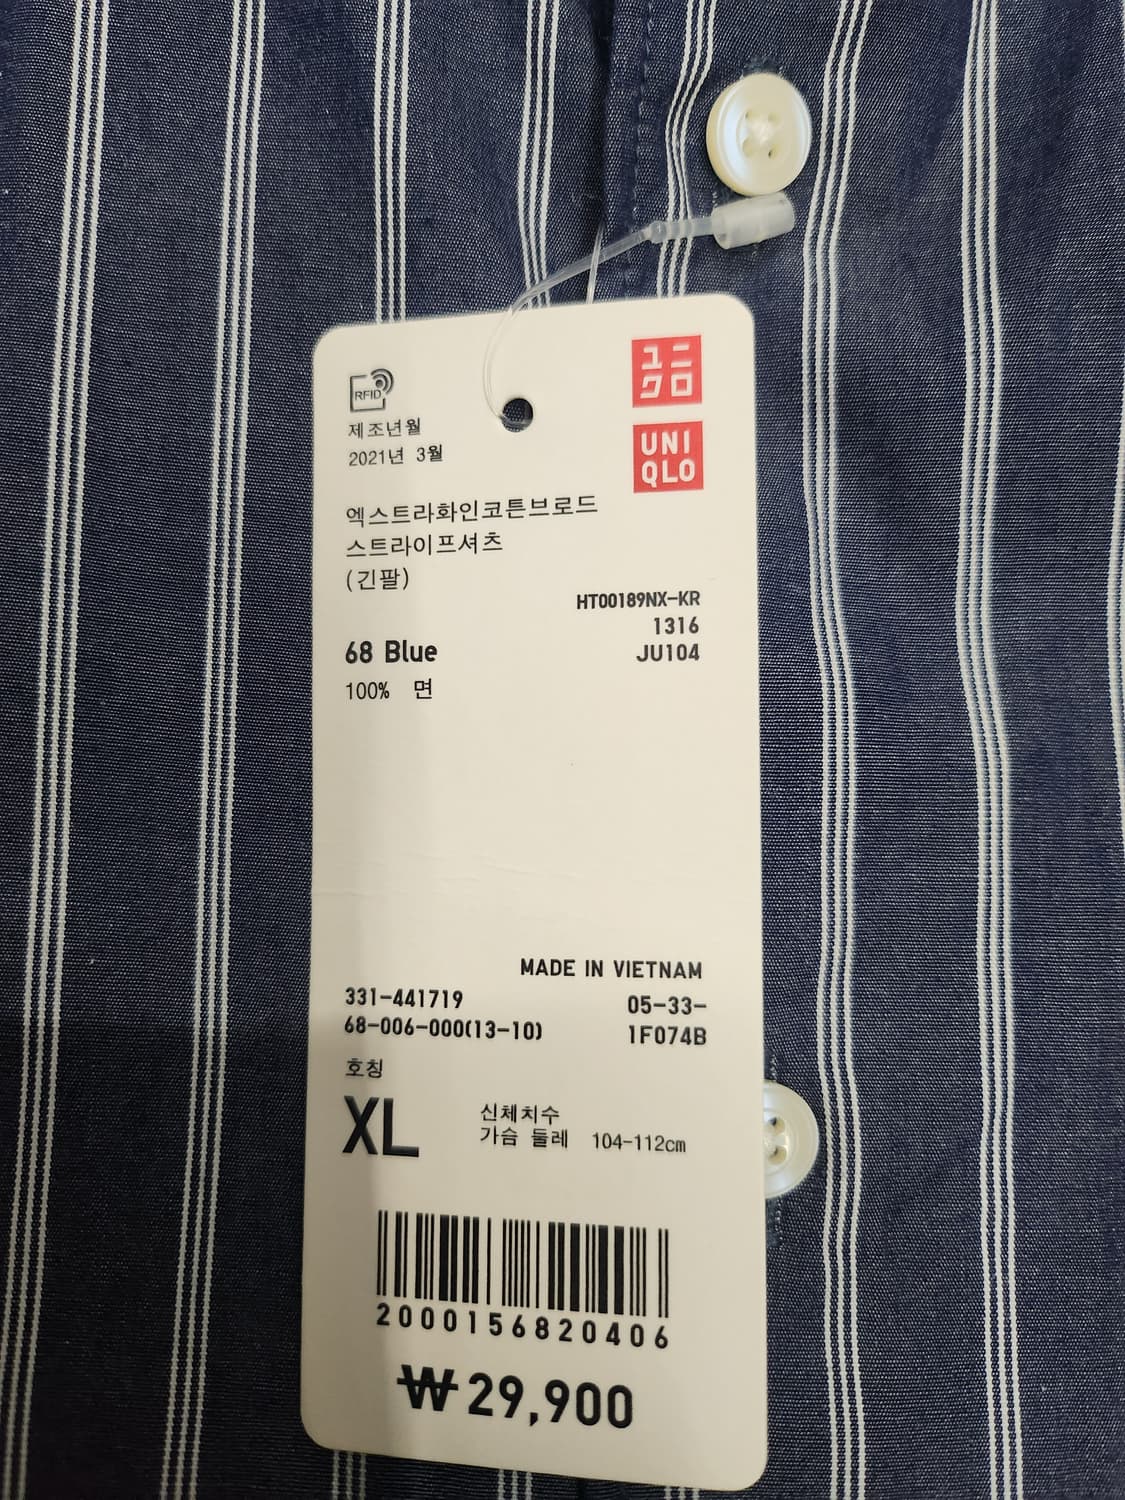 ユニ
クロ
RFID
UNI
QLO
제조년월
2021년 3월
엑스트라화인코튼브로드
스트라이프셔츠
(긴팔)
HT00189NX-KR
1316
68 Blue
JU104
100% 면
MADE IN VIETNAM
331-441719
05-33-
68-006-000(13-10)
1F074B
호칭
XL
신체치수
가슴 둘레 104-112cm
2000156820406
₩29,900